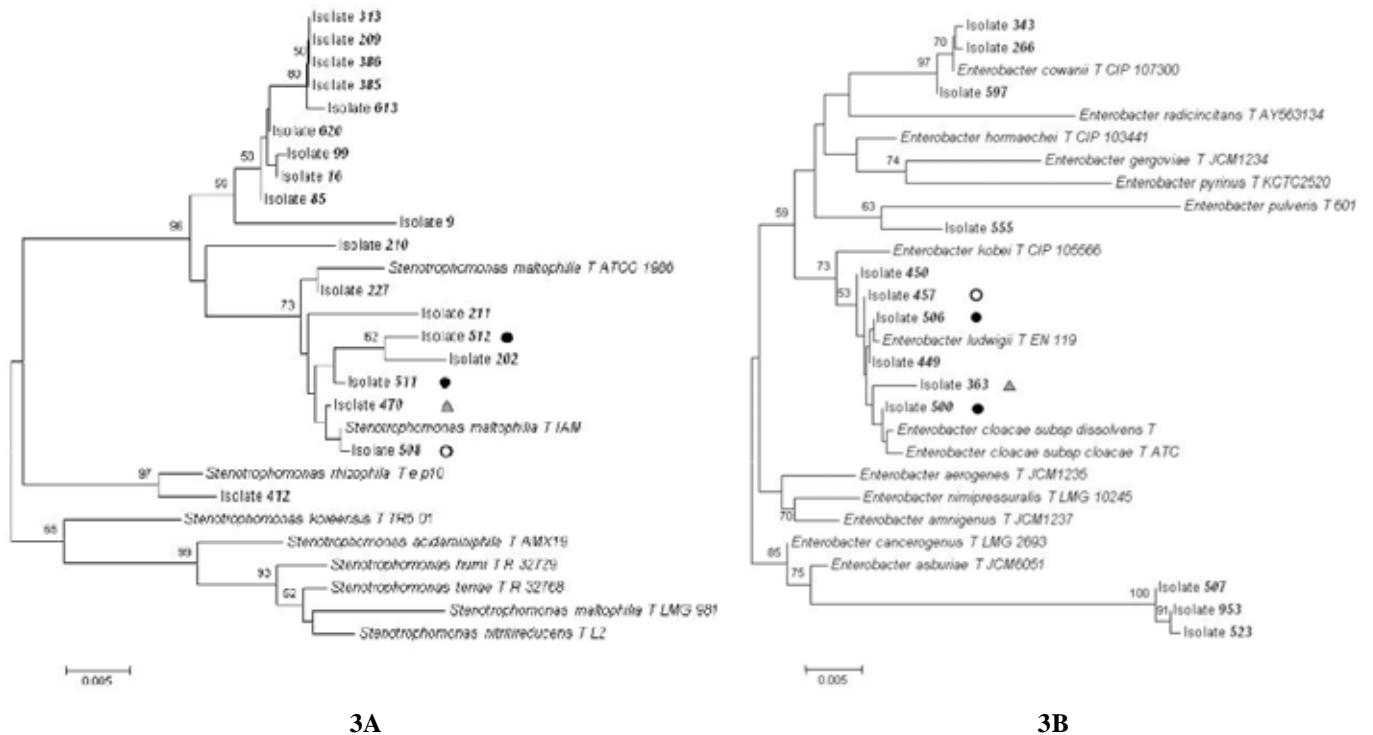 Isolate 313
Isolate 209
50
Isolate 386
80
Isolate 385
Isolate 613
Isolate 620
Isolate 99
53
Isolate 16
Isolate 85
Isolate 9
96
Isolate 210
Stenotrophomonas maltophilia T ATCC 1986
Isolate 227
73
Isolate 211
62
Isolate 512
Isolate 202
Isolate 511
Isolate 470
Stenotrophomonas maltophilia T IAM
Isolate 508
97
Stenotrophomonas rhizophila T e p10
Isolate 412
Stenotrophomonas koreensis T TR6 01
Stenotrophomonas acidaminiphila T AMX19
99
Stenotrophomonas humi T R 32729
93
Stenotrophomonas terrae T R 32768
Stenotrophomonas maltophilia T LMG 981
Stenotrophomonas nitritireducens T L2
0.005
3A
Isolate 343
70
Isolate 266
97
Enterobacter cowanii T CIP 107300
Isolate 597
Enterobacter radicincitans T AY563134
Enterobacter hormaechei T CIP 103441
74
Enterobacter gergoviae T JCM1234
Enterobacter pyrinus T KCTC2520
63
Enterobacter pulveris T 601
59
Isolate 555
Enterobacter kobei T CIP 105566
73
Isolate 450
53
Isolate 457
Isolate 506
Enterobacter ludwigii T EN 119
Isolate 449
Isolate 363
Isolate 500
Enterobacter cloacae subsp dissolvens T
Enterobacter cloacae subsp cloacae T ATC
Enterobacter aerogenes T JCM1235
Enterobacter nimipressuralis T LMG 10245
70
Enterobacter amnigenus T JCM1237
Enterobacter cancerogenus T LMG 2693
85
Enterobacter asburiae T JCM6051
75
Isolate 507
100
91
Isolate 953
Isolate 523
0.005
3B